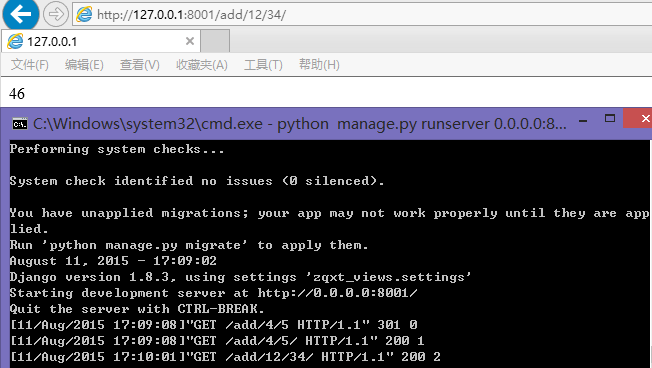 http://127.0.0.1:8001/add/12/34/
127.0.0.1
文件(F) 编辑(E) 查看(V) 收藏夹(A) 工具(T) 帮助(H)
46
C:\Windows\system32\cmd.exe - python manage.py runserver 0.0.0.0:8...
Performing system checks...
System check identified no issues (0 silenced).
You have unapplied migrations; your app may not work properly until they are app
lied.
Run 'python manage.py migrate' to apply them.
August 11, 2015 - 17:09:02
Django version 1.8.3, using settings 'zqxt_views.settings'
Starting development server at http://0.0.0.0:8001/
Quit the server with CTRL-BREAK.
[11/Aug/2015 17:09:08]"GET /add/4/5 HTTP/1.1" 301 0
[11/Aug/2015 17:09:08]"GET /add/4/5/ HTTP/1.1" 200 1
[11/Aug/2015 17:10:01]"GET /add/12/34/ HTTP/1.1" 200 2